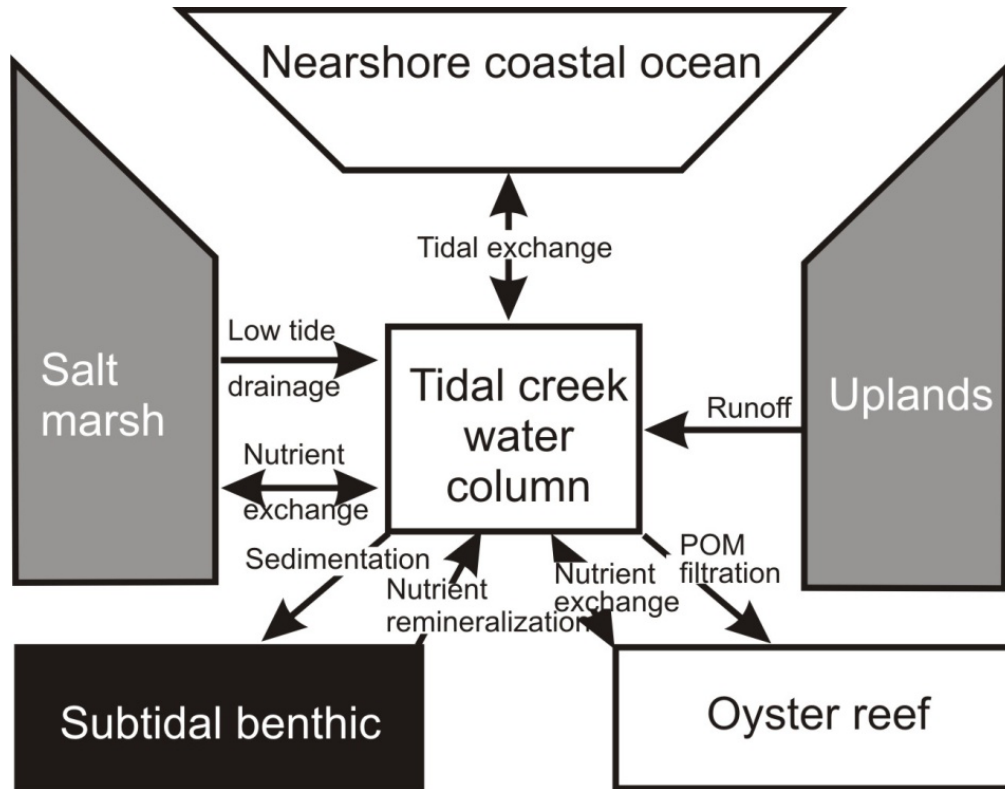 Nearshore coastal ocean
Tidal exchange
Low tide
drainage
Salt
marsh
Tidal creek
water
column
Runoff
Uplands
Nutrient
exchange
Sedimentation
Nutrient
remineralization
Nutrient
exchange
POM
filtration
Subtidal benthic
Oyster reef